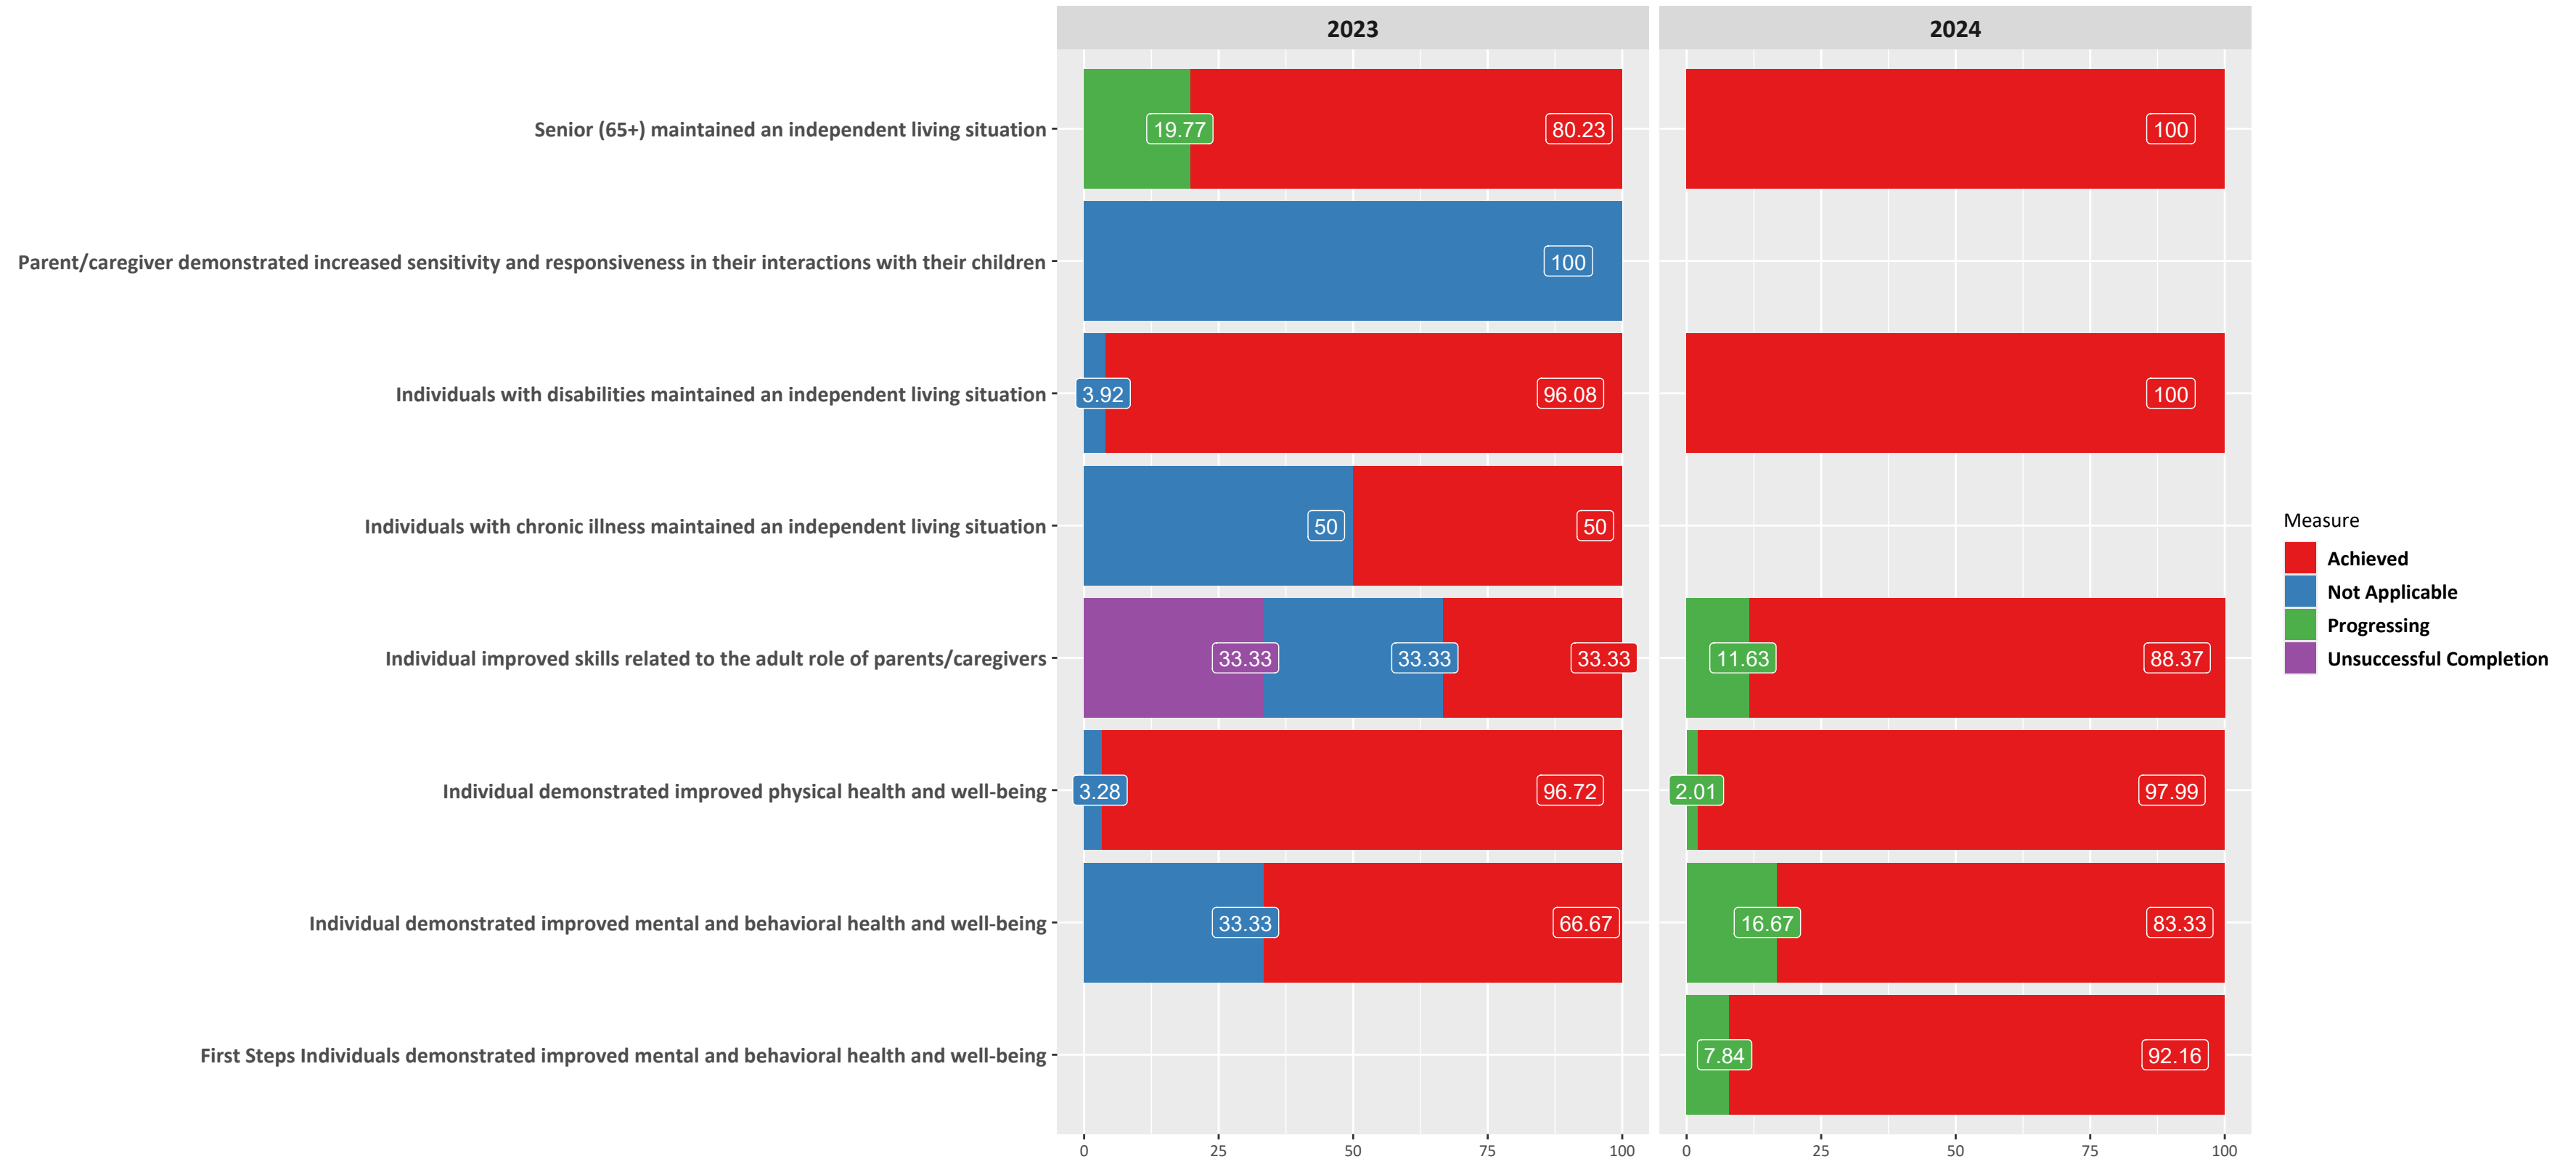 2023
2024
Senior (65+) maintained an independent living situation
19.77
80.23
100
Parent/caregiver demonstrated increased sensitivity and responsiveness in their interactions with their children
100
Individuals with disabilities maintained an independent living situation
3.92
96.08
100
Individuals with chronic illness maintained an independent living situation
50
50
Individual improved skills related to the adult role of parents/caregivers
33.33
33.33
33.33
11.63
88.37
Individual demonstrated improved physical health and well-being
3.28
96.72
2.01
97.99
Individual demonstrated improved mental and behavioral health and well-being
33.33
66.67
16.67
83.33
First Steps Individuals demonstrated improved mental and behavioral health and well-being
7.84
92.16
0
25
50
75
100
0
25
50
75
100
Measure
Achieved
Not Applicable
Progressing
Unsuccessful Completion